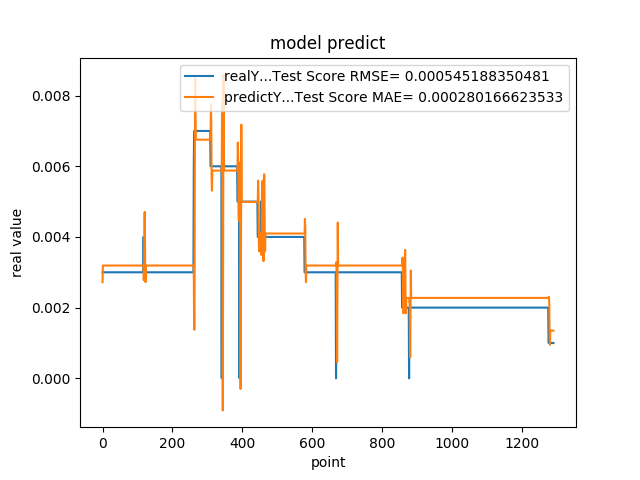 model predict
realY...Test Score RMSE= 0.000545188350481
predictY...Test Score MAE= 0.000280166623533
real value
0.008
0.006
0.004
0.002
0.000
0 200 400 600 800 1000 1200
point